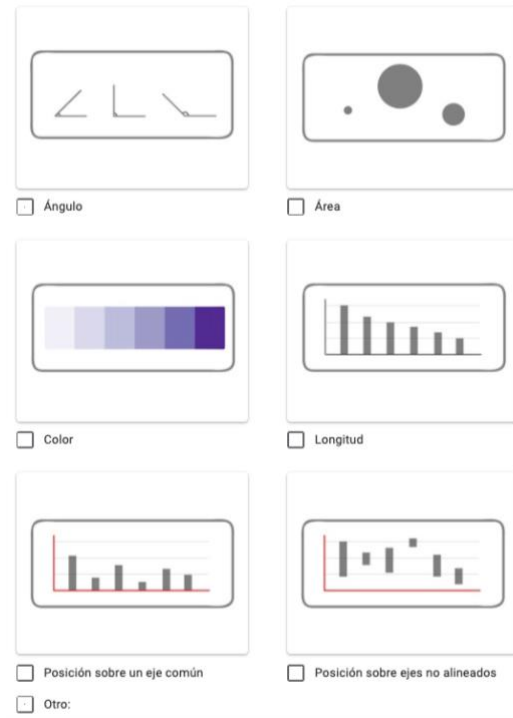 Ángulo
Área
Color
Longitud
Posición sobre un eje común
Posición sobre ejes no alineados
Otro: